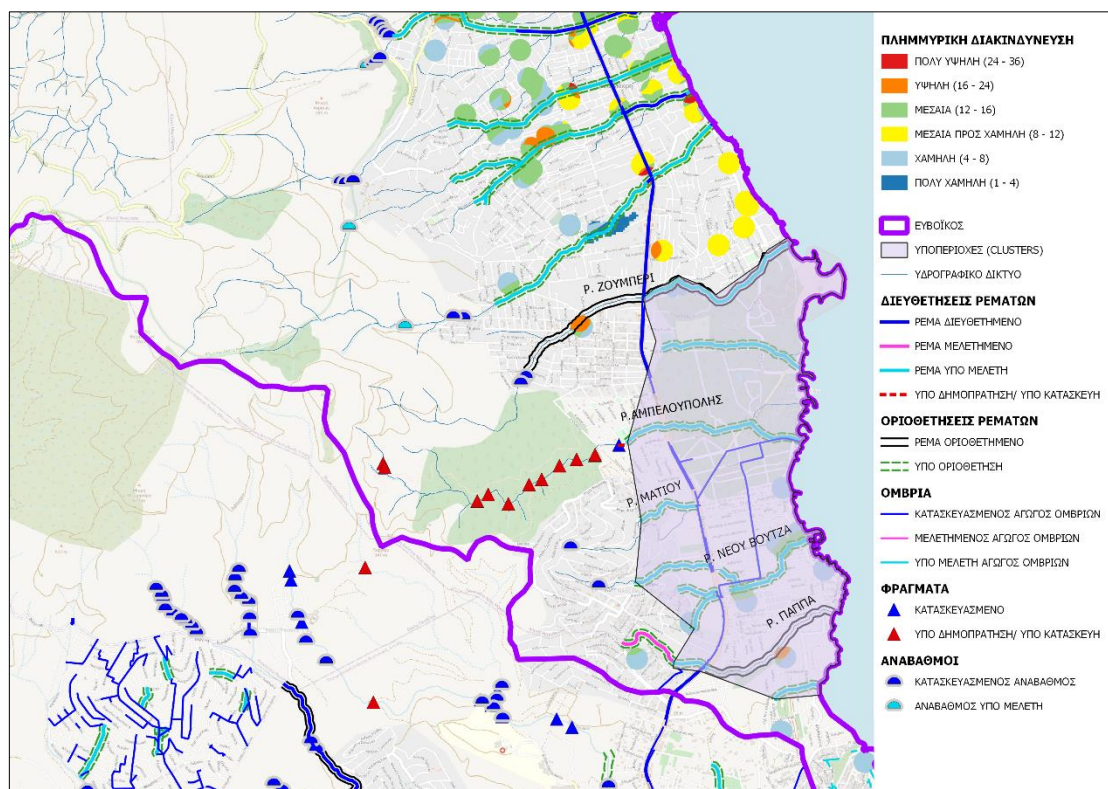 Ρ. ΖΟΥΜΠΕΡΙ
Ρ.ΑΜΠΕΛΟΥΠΟΛΗΣ
Ρ. ΜΑΤΙΟΥ
Ρ. ΝΕΟΥ ΒΟΥΤΖΑ
Ρ. ΠΑΠΠΑ
ΠΛΗΜΜΥΡΙΚΗ ΔΙΑΚΙΝΔΥΝΕΥΣΗ
ΠΟΛΥ ΥΨΗΛΗ (24 - 36)
ΥΨΗΛΗ (16 - 24)
ΜΕΣΑΙΑ (12 - 16)
ΜΕΣΑΙΑ ΠΡΟΣ ΧΑΜΗΛΗ (8 - 12)
ΧΑΜΗΛΗ (4 - 8)
ΠΟΛΥ ΧΑΜΗΛΗ (1 - 4)
ΕΥΒΟΪΚΟΣ
ΥΠΟΠΕΡΙΟΧΕΣ (CLUSTERS)
ΥΔΡΟΓΡΑΦΙΚΟ ΔΙΚΤΥΟ
ΔΙΕΥΘΕΤΗΣΕΙΣ ΡΕΜΑΤΩΝ
ΡΕΜΑ ΔΙΕΥΘΕΤΗΜΕΝΟ
ΡΕΜΑ ΜΕΛΕΤΗΜΕΝΟ
ΡΕΜΑ ΥΠΟ ΜΕΛΕΤΗ
ΥΠΟ ΔΗΜΟΠΡΑΤΗΣΗ/ ΥΠΟ ΚΑΤΑΣΚΕΥΗ
ΟΡΙΟΘΕΤΗΣΕΙΣ ΡΕΜΑΤΩΝ
ΡΕΜΑ ΟΡΙΟΘΕΤΗΜΕΝΟ
ΥΠΟ ΟΡΙΟΘΕΤΗΣΗ
ΟΜΒΡΙΑ
ΚΑΤΑΣΚΕΥΑΣΜΕΝΟΣ ΑΓΩΓΟΣ ΟΜΒΡΙΩΝ
ΜΕΛΕΤΗΜΕΝΟΣ ΑΓΩΓΟΣ ΟΜΒΡΙΩΝ
ΥΠΟ ΜΕΛΕΤΗ ΑΓΩΓΟΣ ΟΜΒΡΙΩΝ
ΦΡΑΓΜΑΤΑ
ΚΑΤΑΣΚΕΥΑΣΜΕΝΟ
ΥΠΟ ΔΗΜΟΠΡΑΤΗΣΗ/ ΥΠΟ ΚΑΤΑΣΚΕΥΗ
ΑΝΑΒΑΘΜΟΙ
ΚΑΤΑΣΚΕΥΑΣΜΕΝΟΣ ΑΝΑΒΑΘΜΟΣ
ΑΝΑΒΑΘΜΟΣ ΥΠΟ ΜΕΛΕΤΗ